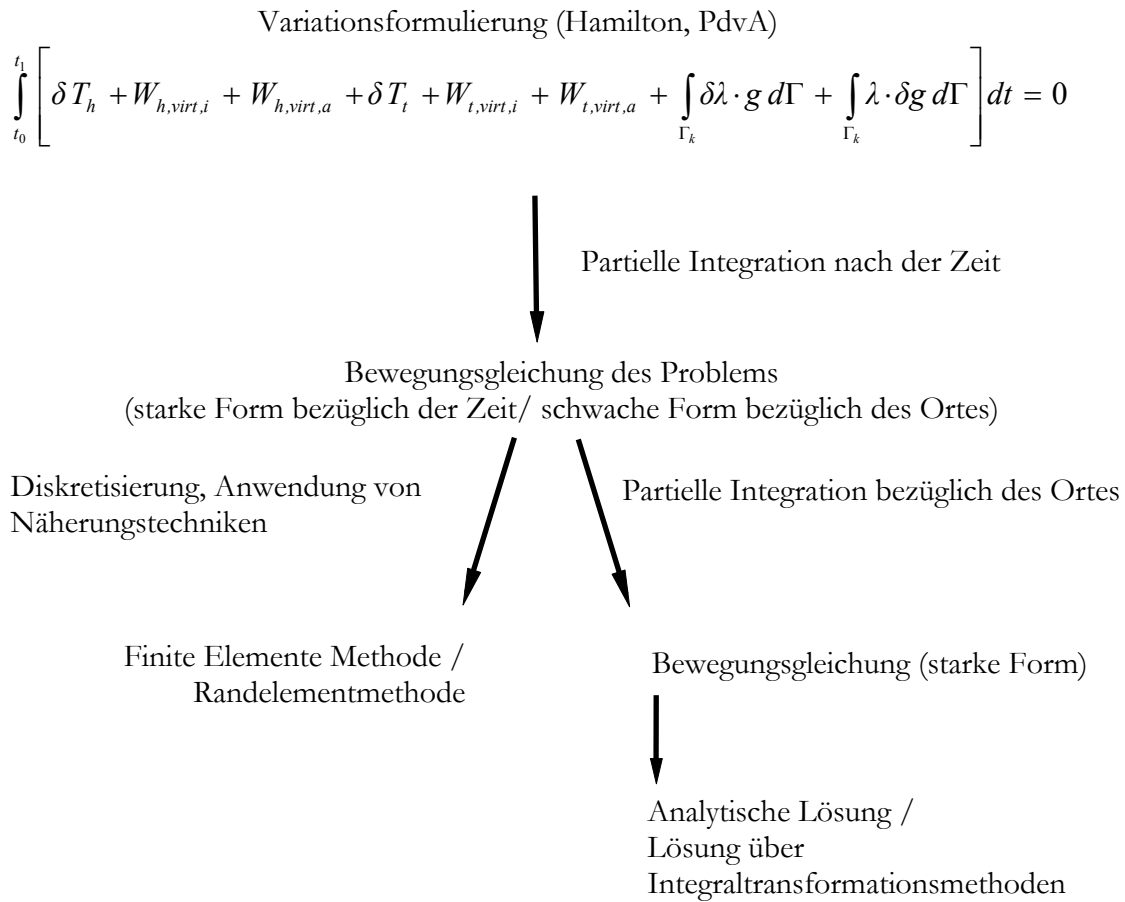 Variationsformulierung (Hamilton, PdvA)
∫_{t₀}^{t₁} [ δT_h + W_{h,virt,i} + W_{h,virt,a} + δT_t + W_{t,virt,i} + W_{t,virt,a} + ∫_{Γ_k} δλ · g dΓ + ∫_{Γ_k} λ · δg dΓ ] dt = 0
Partielle Integration nach der Zeit
Bewegungsgleichung des Problems
(starke Form bezüglich der Zeit/ schwache Form bezüglich des Ortes)
Diskretisierung, Anwendung von
Näherungstechniken
Partielle Integration bezüglich des Ortes
Finite Elemente Methode /
Randelementmethode
Bewegungsgleichung (starke Form)
Analytische Lösung /
Lösung über
Integraltransformationsmethoden